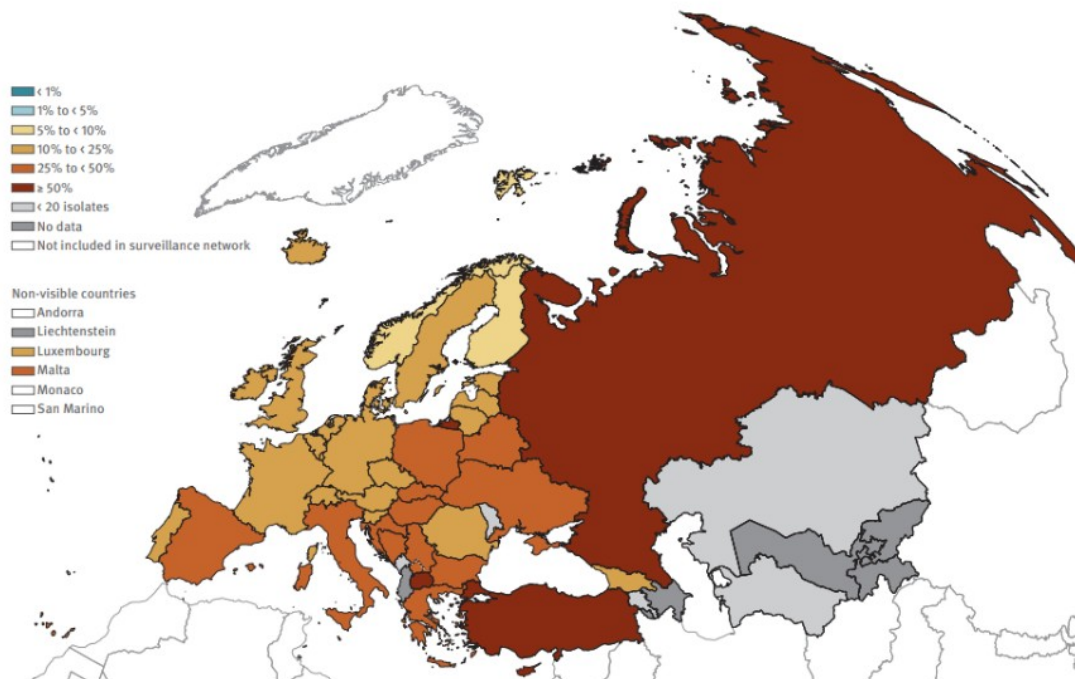 < 1%
1% to < 5%
5% to < 10%
10% to < 25%
25% to < 50%
≥ 50%
< 20 isolates
No data
Not included in surveillance network
Non-visible countries
Andorra
Liechtenstein
Luxembourg
Malta
Monaco
San Marino